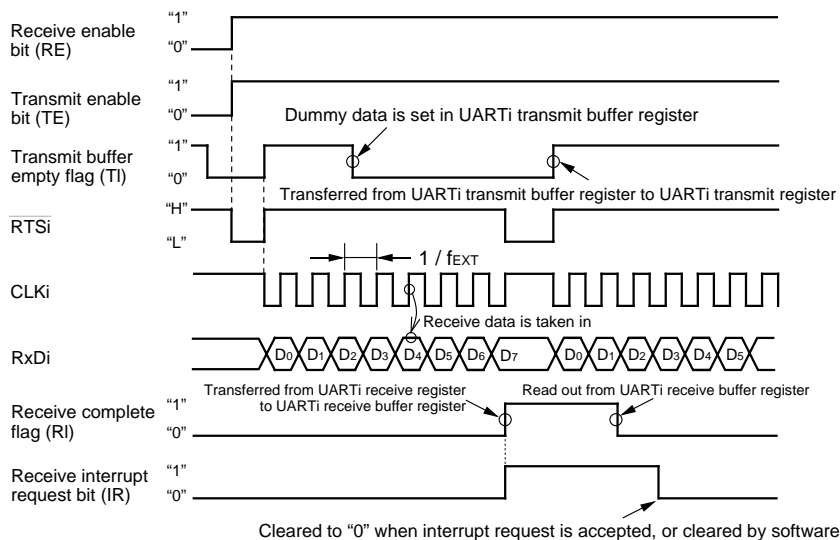 Receive enable
bit (RE)
“1”
“0”
Transmit enable
bit (TE)
“1”
“0”
Dummy data is set in UARTi transmit buffer register
Transmit buffer
empty flag (TI)
“1”
“0”
Transferred from UARTi transmit buffer register to UARTi transmit register
RTSi
“H”
“L”
1 / fEXT
CLKi
Receive data is taken in
RxDi
D0 D1 D2 D3 D4 D5 D6 D7 D0 D1 D2 D3 D4 D5
Transferred from UARTi receive register
to UARTi receive buffer register
Read out from UARTi receive buffer register
Receive complete
flag (RI)
“1”
“0”
Receive interrupt
request bit (IR)
“1”
“0”
Cleared to “0” when interrupt request is accepted, or cleared by software